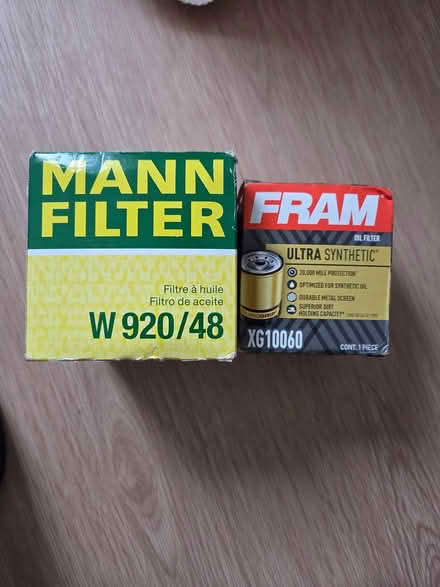 MANN
FILTER
Filtre à huile
Filtro de aceite
W 920/48
FRAM
OIL FILTER
ULTRA SYNTHETIC
20,000 MILE PROTECTION
OPTIMIZED FOR SYNTHETIC OIL
DURABLE METAL SCREEN
SUPERIOR DIRT
HOLDING CAPACITY
XG10060
CONT. 1 PIECE